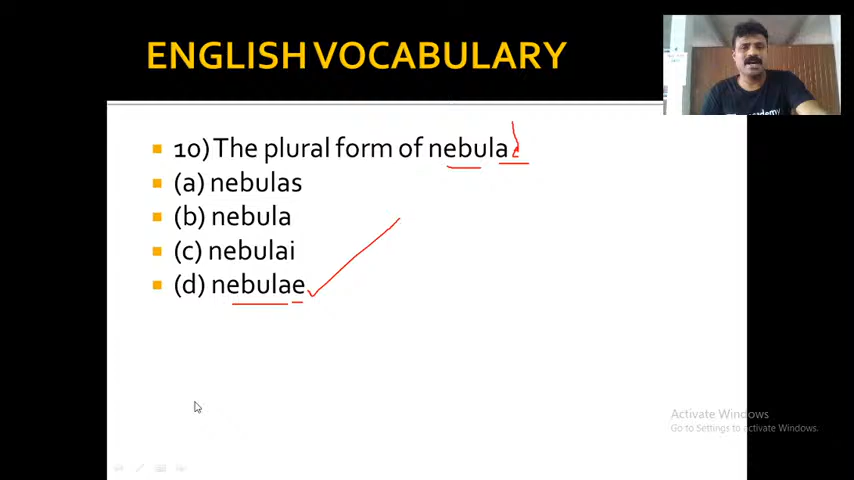 ENGLISH VOCABULARY
10) The plural form of nebula
(a) nebulas
(b) nebula
(c) nebulai
(d) nebulae
Activate Windows
Go to Settings to activate Windows.